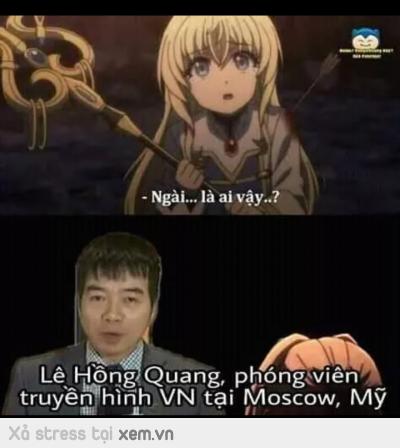 - Ngài... là ai vậy..?
Lê Hồng Quang, phóng viên
truyền hình VN tại Moscow, Mỹ
Xả stress tại xem.vn